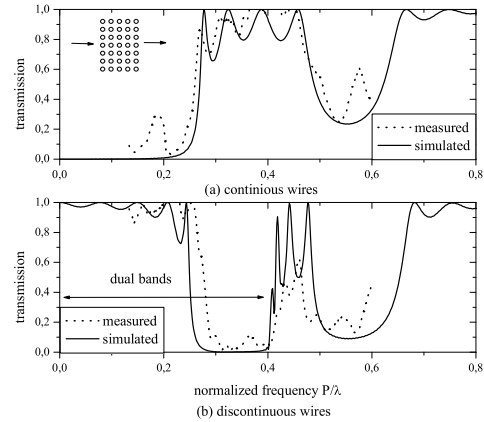 1,0
0,8
0,6
0,4
0,2
0,0
transmission
measured
simulated
0,0 0,2 0,4 0,6 0,8
(a) continious wires
1,0
0,8
0,6
0,4
0,2
0,0
transmission
dual bands
measured
simulated
0,0 0,2 0,4 0,6 0,8
normalized frequency P/λ
(b) discontinuous wires